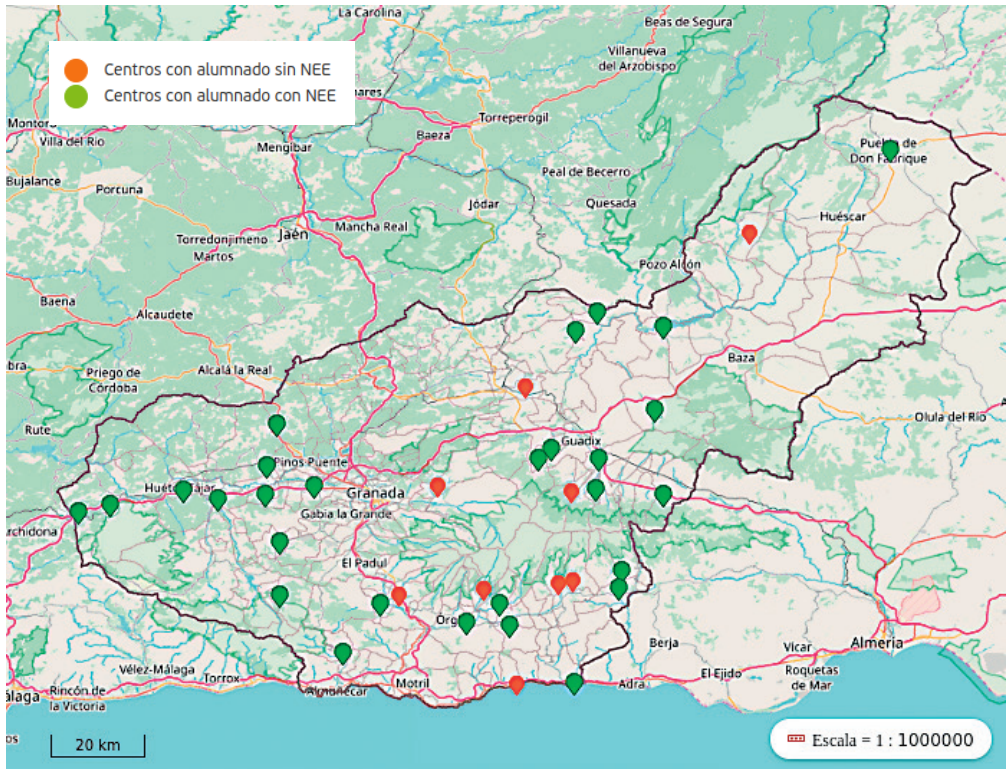 La Carolina
Beas de Segura
Villanueva
del Arzobispo
Centros con alumnado sin NEE
Centros con alumnado con NEE
Torreperogil
Baeza
Villa del Río
Mengíbar
Puebla de
Don Fadrique
Bujalance
Porcuna
Peal de Becerro
Jódar
Quesada
Huéscar
Torredonjimeno
Martos
Jaén
Mancha Real
Pozo Alcón
Baena
Alcaudete
Baza
Priego de
Córdoba
Alcalá la Real
Rute
Olula del Río
Guadix
Pinos Puente
Granada
Gabia la Grande
Archidona
El Padul
Berja
Vícar
Almería
Vélez-Málaga
Torrox
Almuñécar
Motril
Adra
El Ejido
Roquetas
de Mar
Rincón de
la Victoria
20 km
Escala = 1 : 1000000